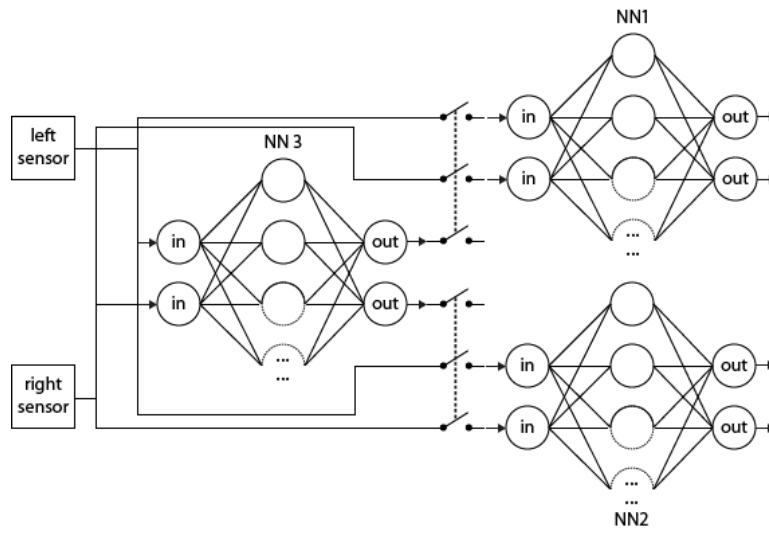 NN1
in
out
left
sensor
in
out
NN 3
...
...
in
out
in
out
...
...
right
sensor
in
out
in
out
...
...
NN2